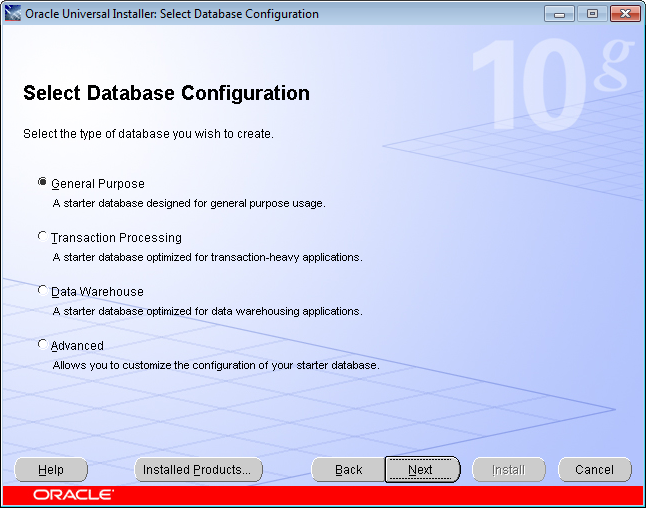 Oracle Universal Installer: Select Database Configuration
10g
Select Database Configuration
Select the type of database you wish to create.
General Purpose
A starter database designed for general purpose usage.
Transaction Processing
A starter database optimized for transaction-heavy applications.
Data Warehouse
A starter database optimized for data warehousing applications.
Advanced
Allows you to customize the configuration of your starter database.
Help Installed Products... Back Next Install Cancel
ORACLE